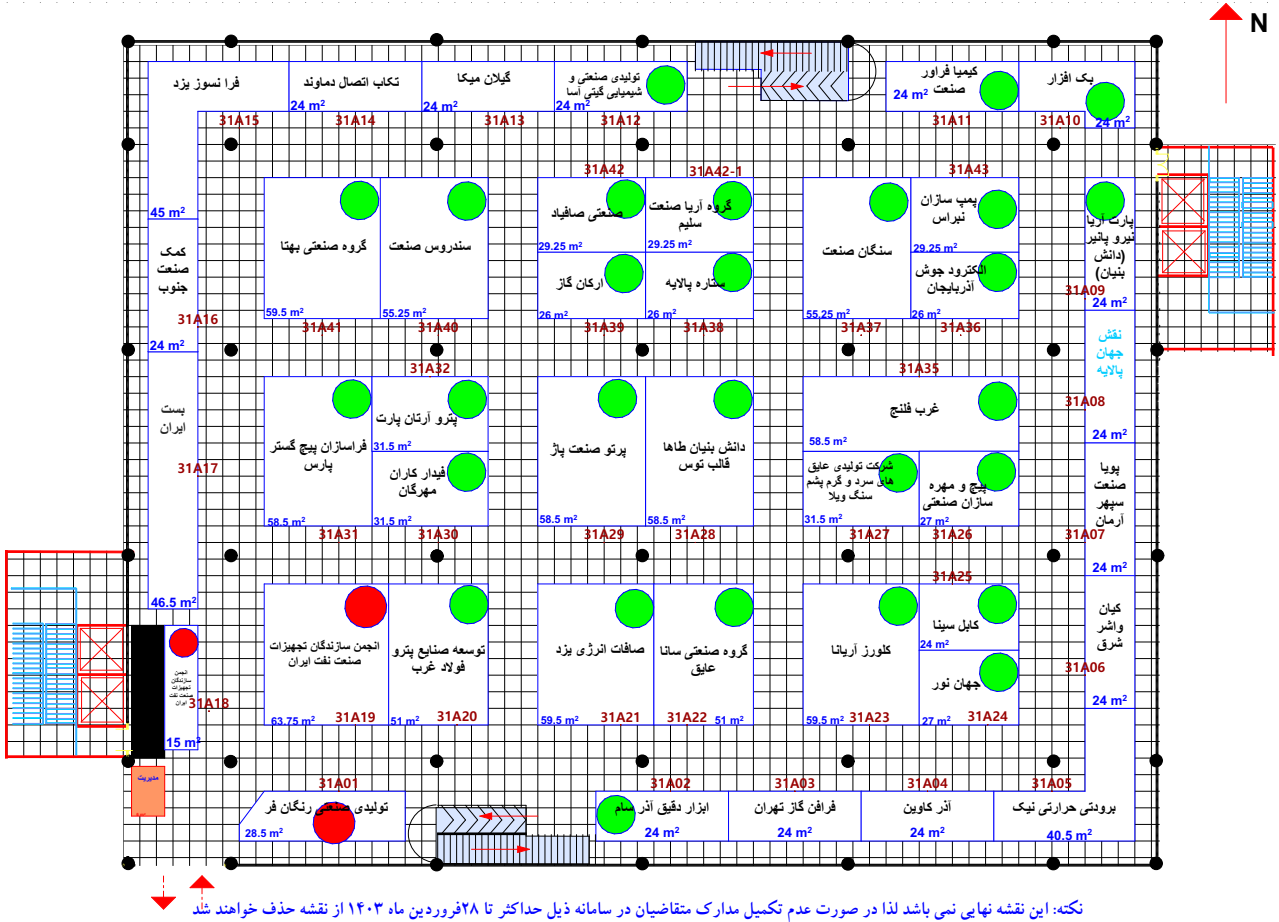 N
فرا نسوز یزد
تکاب اتصال دماوند
24 m²
گیلان میکا
24 m²
تولیدی صنعتی و
شیمیایی گیتی آسا
24 m²
کیمیا فراور
صنعت
24 m²
بک افزار
24 m²
31A15
31A14
31A13
31A12
31A11
31A10
45 m²
31A42
31A42-1
31A43
گروه صنعتی بهتا
59.5 m²
31A41
سندروس صنعت
55.25 m²
31A40
صنعتی صافیاد
29.25 m²
گروه آریا صنعت
سلیم
29.25 m²
ارکان گاز
26 m²
31A39
ستاره پالایه
26 m²
31A38
سنگان صنعت
55.25 m²
31A37
پمپ سازان
نبراس
29.25 m²
الکترود جوش
آذربایجان
26 m²
31A36
پارت آریا
نیرو پانیر
(دانش
بنیان)
31A09
24 m²
کمک
صنعت
جنوب
31A16
24 m²
نقش
جهان
پالایه
31A08
24 m²
بست
ایران
31A17
46.5 m²
31A32
31A35
فراسازان پیچ گستر
پارس
58.5 m²
31A31
پترو آرتان پارت
31.5 m²
فیدار کاران
مهرگان
31.5 m²
31A30
پرتو صنعت پاژ
58.5 m²
31A29
دانش بنیان طاها
قالب توس
58.5 m²
31A28
غرب فلنج
58.5 m²
شرکت تولیدی عایق
های سرد و گرم پشم
سنگ ویلا
31.5 m²
31A27
پیچ و مهره
سازان صنعتی
27 m²
31A26
پویا
صنعت
سپهر
آرمان
31A07
24 m²
31A25
انجمن سازندگان تجهیزات
صنعت نفت ایران
63.75 m²
31A19
توسعه صنایع پترو
فولاد غرب
51 m²
31A20
صافات انرژی یزد
59.5 m²
31A21
گروه صنعتی سانا
عایق
31A22
51 m²
کلورز آریانا
59.5 m²
31A23
کابل سینا
24 m²
جهان نور
27 m²
31A24
کیان
واشر
شرق
31A06
24 m²
انجمن
سازندگان
تجهیزات
صنعت نفت
ایران
31A18
15 m²
مدیریت
31A01
تولیدی صنعتی رنگان فر
28.5 m²
31A02
ابزار دقیق آذر سام
24 m²
31A03
فرافن گاز تهران
24 m²
31A04
آذر کاوین
24 m²
31A05
برودتی حرارتی نیک
40.5 m²
نکته: این نقشه نهایی نمی باشد لذا در صورت عدم تکمیل مدارک متقاضیان در سامانه ذیل حداکثر تا ۲۸فروردین ماه ۱۴۰۳ از نقشه حذف خواهند شد